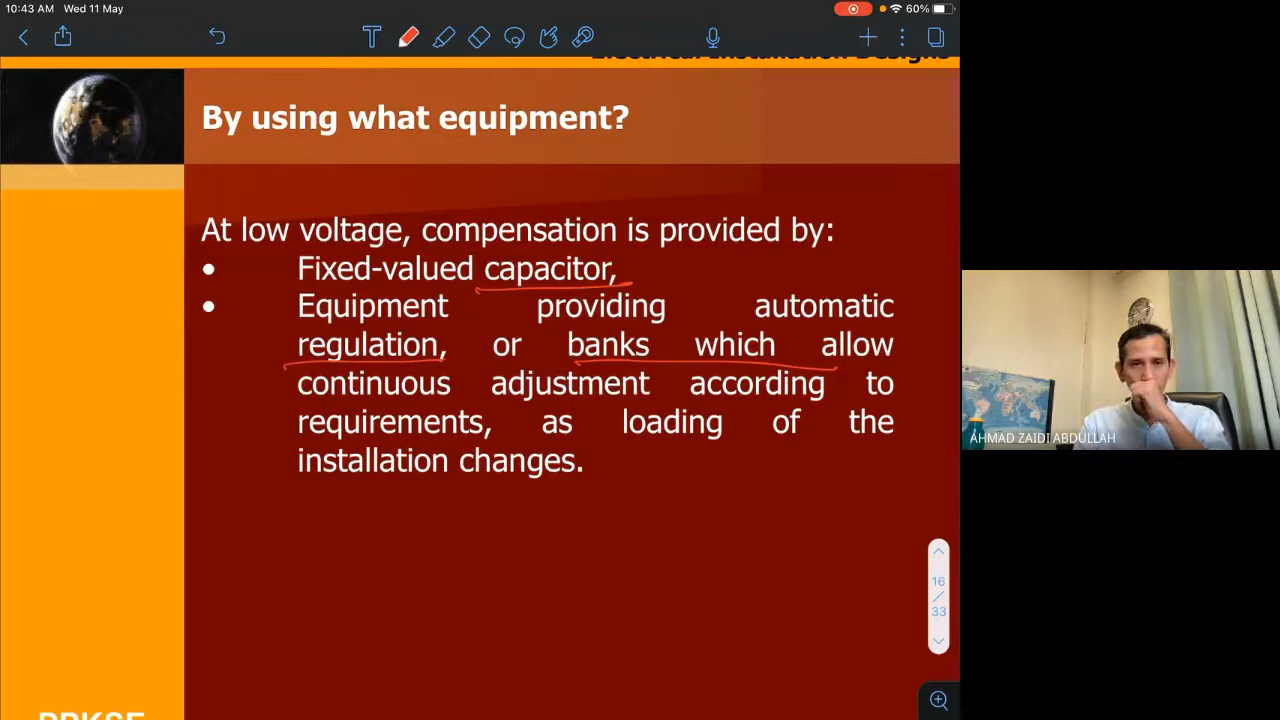 10:43 AM Wed 11 May
60%
Electrical Installation Designs
By using what equipment?
At low voltage, compensation is provided by:
• Fixed-valued capacitor,
• Equipment providing automatic
regulation, or banks which allow
continuous adjustment according to
requirements, as loading of the
installation changes.
16
/
33
AHMAD ZAIDI ABDULLAH